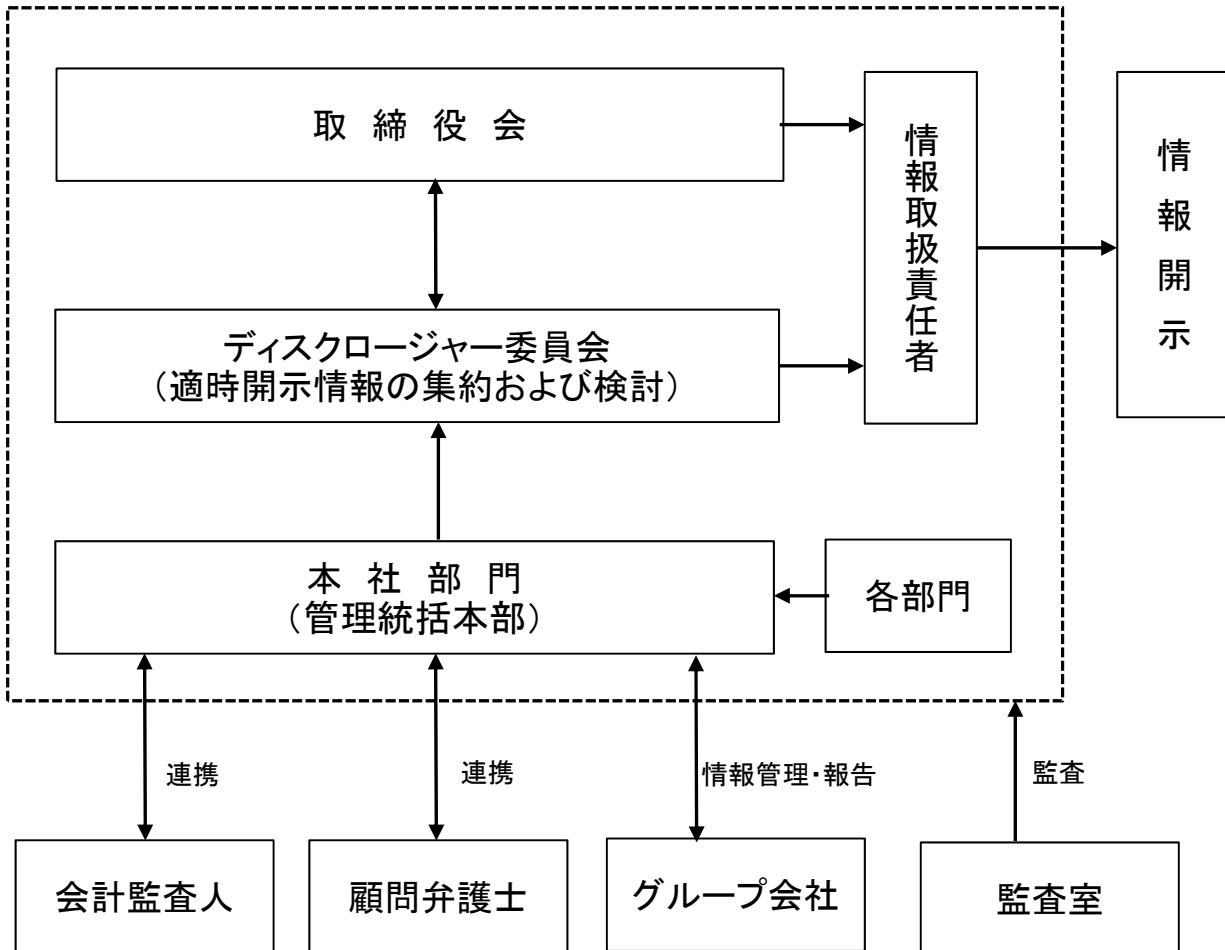 取 締 役 会
情報取扱責任者
情報開示
ディスクロージャー委員会
（適時開示情報の集約および検討）
本 社 部 門
（管理統括本部）
各部門
連携
連携
情報管理・報告
監査
会計監査人
顧問弁護士
グループ会社
監査室